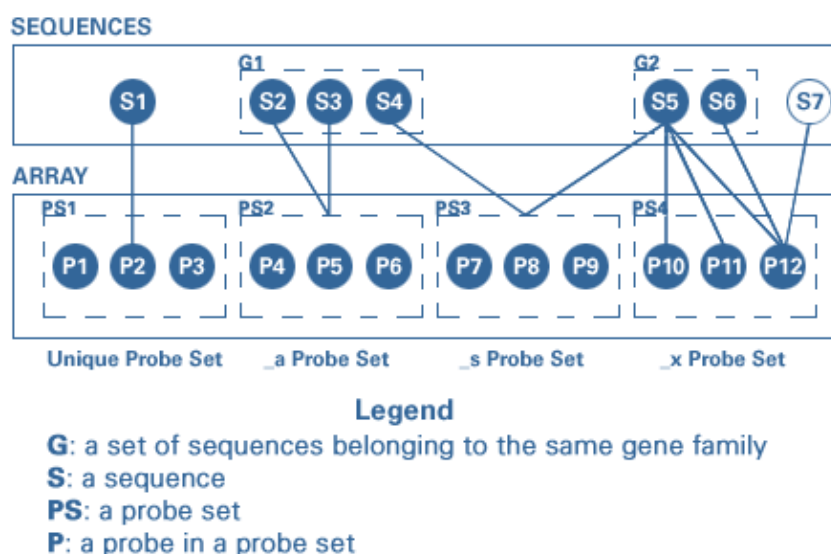 SEQUENCES
G1
G2
S1 S2 S3 S4 S5 S6 S7
ARRAY
PS1 PS2 PS3 PS4
P1 P2 P3 P4 P5 P6 P7 P8 P9 P10 P11 P12
Unique Probe Set _a Probe Set _s Probe Set _x Probe Set
Legend
G: a set of sequences belonging to the same gene family
S: a sequence
PS: a probe set
P: a probe in a probe set